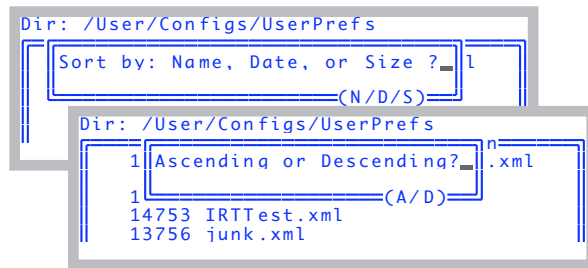 Dir: /User/Configs/UserPrefs
Sort by: Name, Date, or Size ?_ l
(N/D/S)
Dir: /User/Configs/UserPrefs
n
1 Ascending or Descending?_ .xml
1 (A/D)
14753 IRTTest.xml
13756 junk.xml